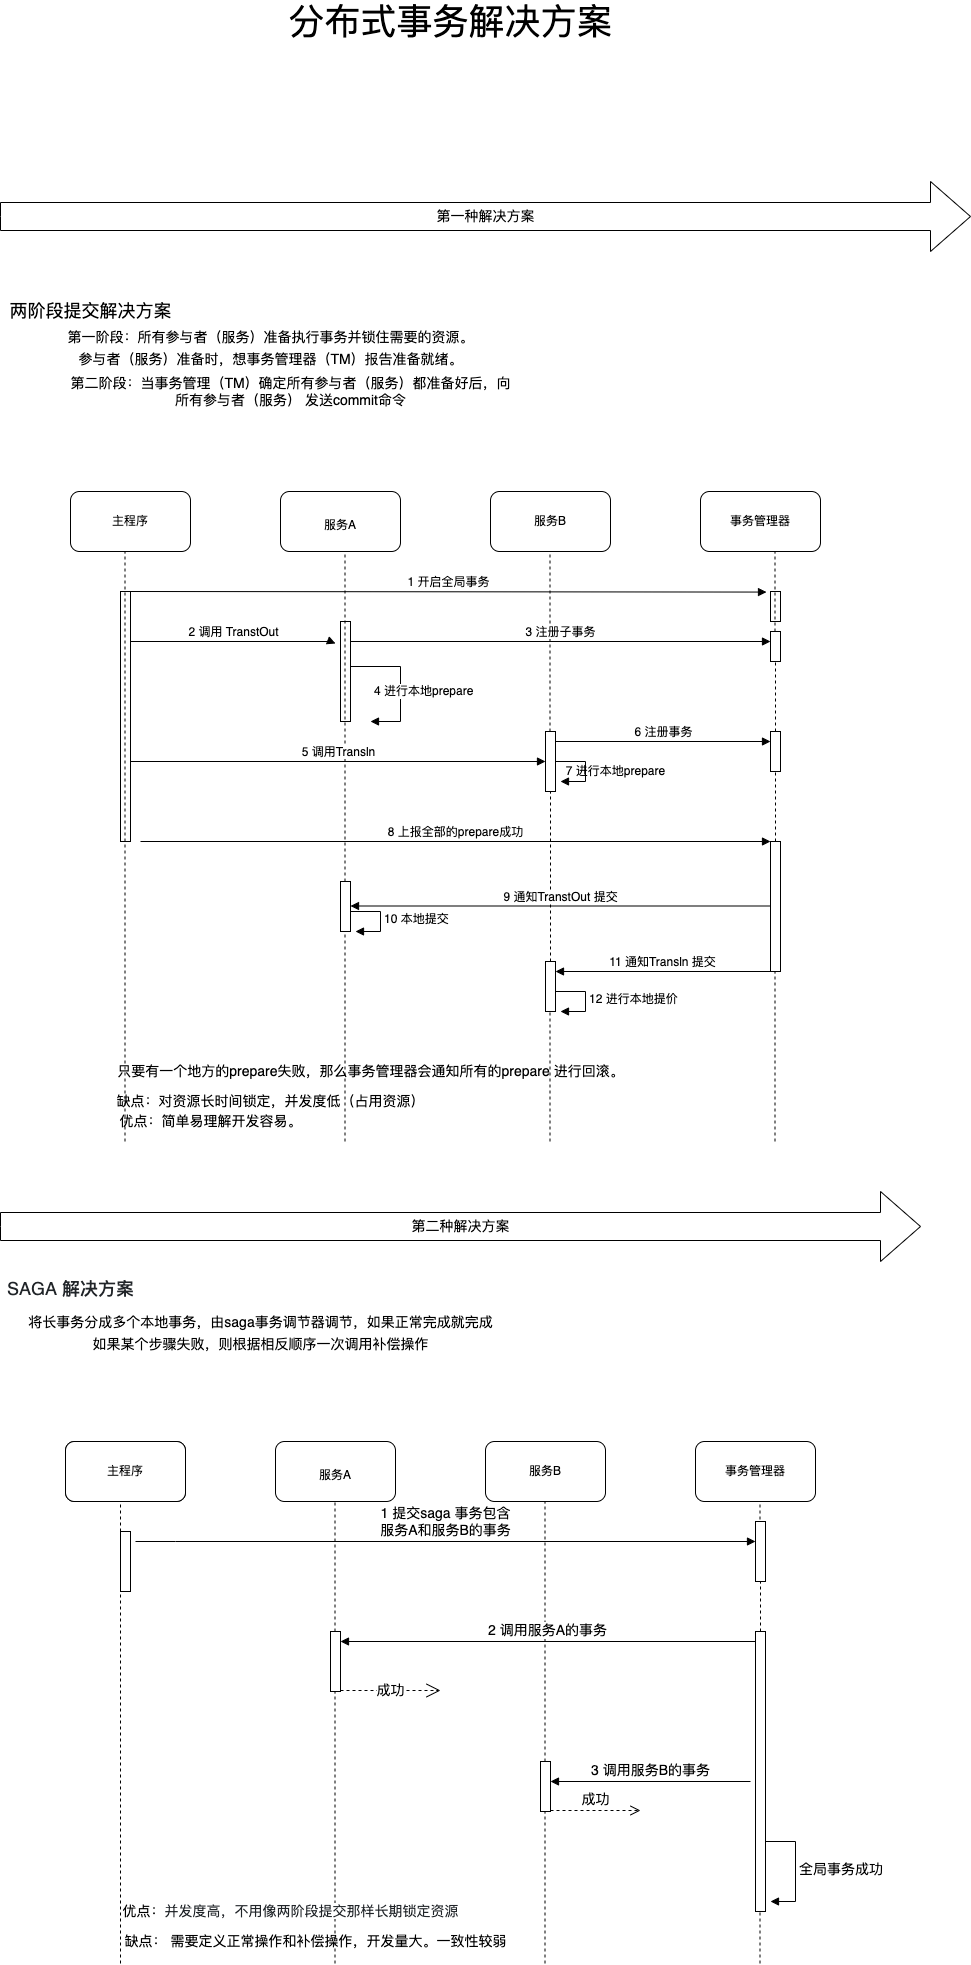 分布式事务解决方案
第一种解决方案
两阶段提交解决方案
第一阶段：所有参与者（服务）准备执行事务并锁住需要的资源。
参与者（服务）准备时，想事务管理器（TM）报告准备就绪。
第二阶段：当事务管理（TM）确定所有参与者（服务）都准备好后，向
所有参与者（服务） 发送commit命令
主程序
服务A
服务B
事务管理器
1 开启全局事务
2 调用 TranstOut
3 注册子事务
4 进行本地prepare
6 注册事务
5 调用TransIn
7 进行本地prepare
8 上报全部的prepare成功
9 通知TranstOut 提交
10 本地提交
11 通知TransIn 提交
12 进行本地提价
只要有一个地方的prepare失败，那么事务管理器会通知所有的prepare 进行回滚。
缺点：对资源长时间锁定，并发度低（占用资源）
优点：简单易理解开发容易。
第二种解决方案
SAGA 解决方案
将长事务分成多个本地事务，由saga事务调节器调节，如果正常完成就完成
如果某个步骤失败，则根据相反顺序一次调用补偿操作
主程序
服务A
服务B
事务管理器
1 提交saga 事务包含
服务A和服务B的事务
2 调用服务A的事务
成功
3 调用服务B的事务
成功
全局事务成功
优点：并发度高，不用像两阶段提交那样长期锁定资源
缺点： 需要定义正常操作和补偿操作，开发量大。一致性较弱